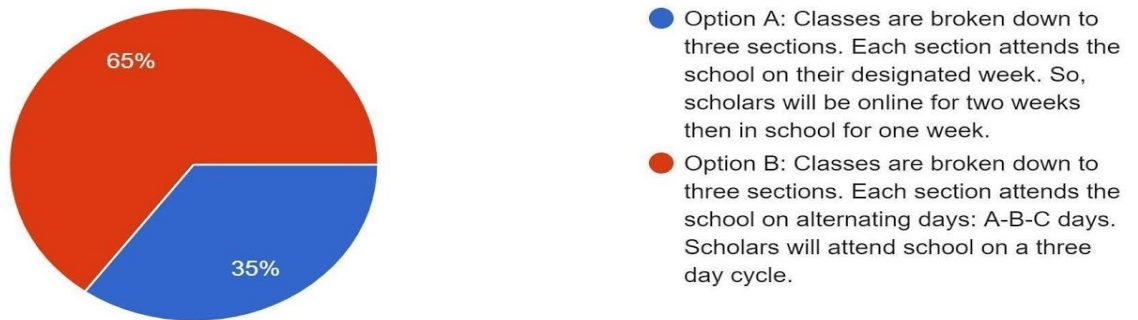 65%
35%
Option A: Classes are broken down to
three sections. Each section attends the
school on their designated week. So,
scholars will be online for two weeks
then in school for one week.
Option B: Classes are broken down to
three sections. Each section attends the
school on alternating days: A-B-C days.
Scholars will attend school on a three
day cycle.